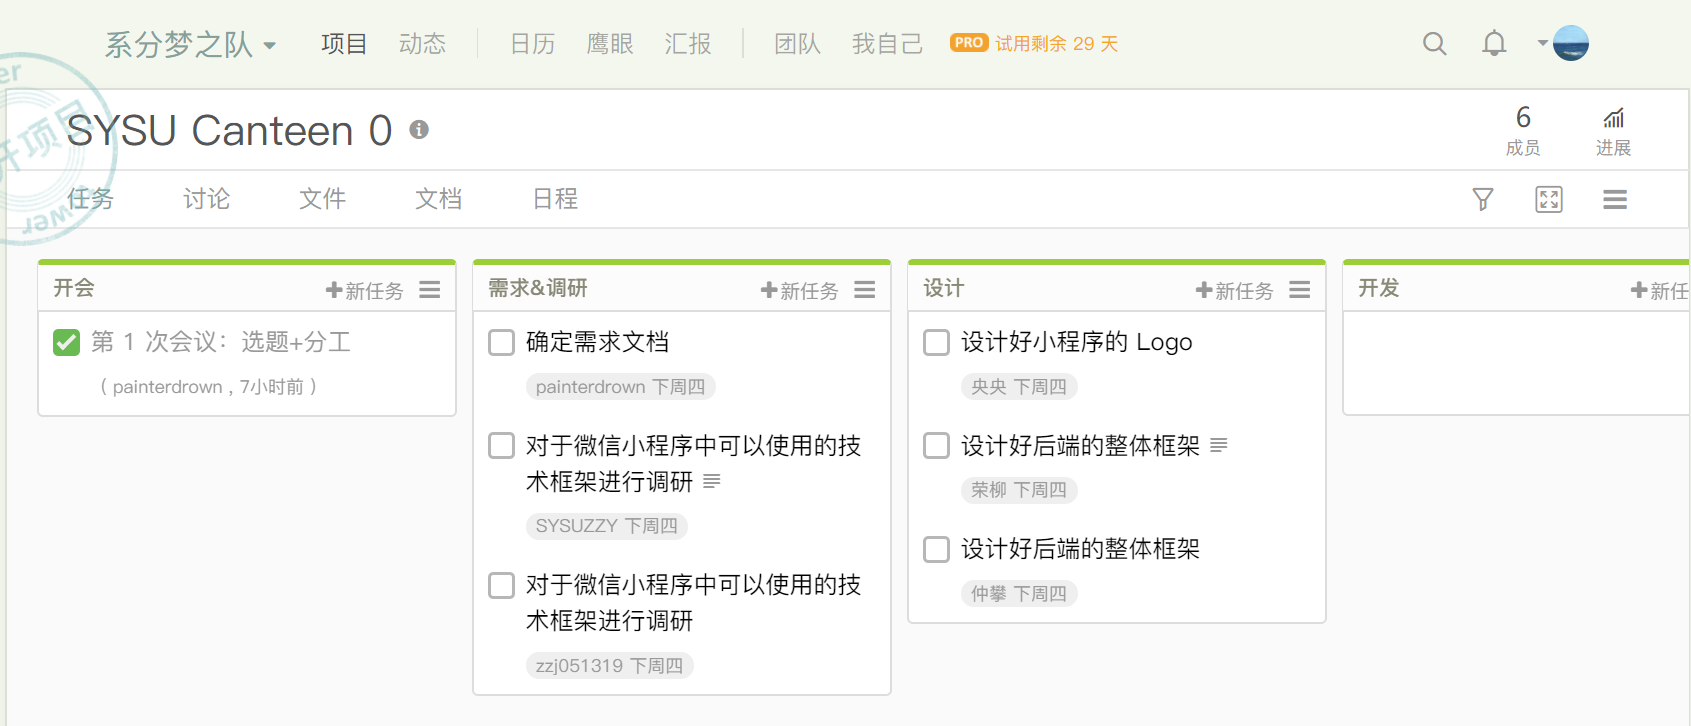 系分梦之队
项目
动态
日历
鹰眼
汇报
团队
我自己
PRO 试用剩余 29 天
SYSU Canteen 0
6
成员
进展
任务
讨论
文件
文档
日程
开会
新任务
第 1 次会议：选题+分工
( painterdrown , 7小时前 )
需求&调研
新任务
确定需求文档
painterdrown 下周四
对于微信小程序中可以使用的技
术框架进行调研
SYSUZZY 下周四
对于微信小程序中可以使用的技
术框架进行调研
zzj051319 下周四
设计
新任务
设计好小程序的 Logo
央央 下周四
设计好后端的整体框架
荣柳 下周四
设计好后端的整体框架
仲攀 下周四
开发
新任